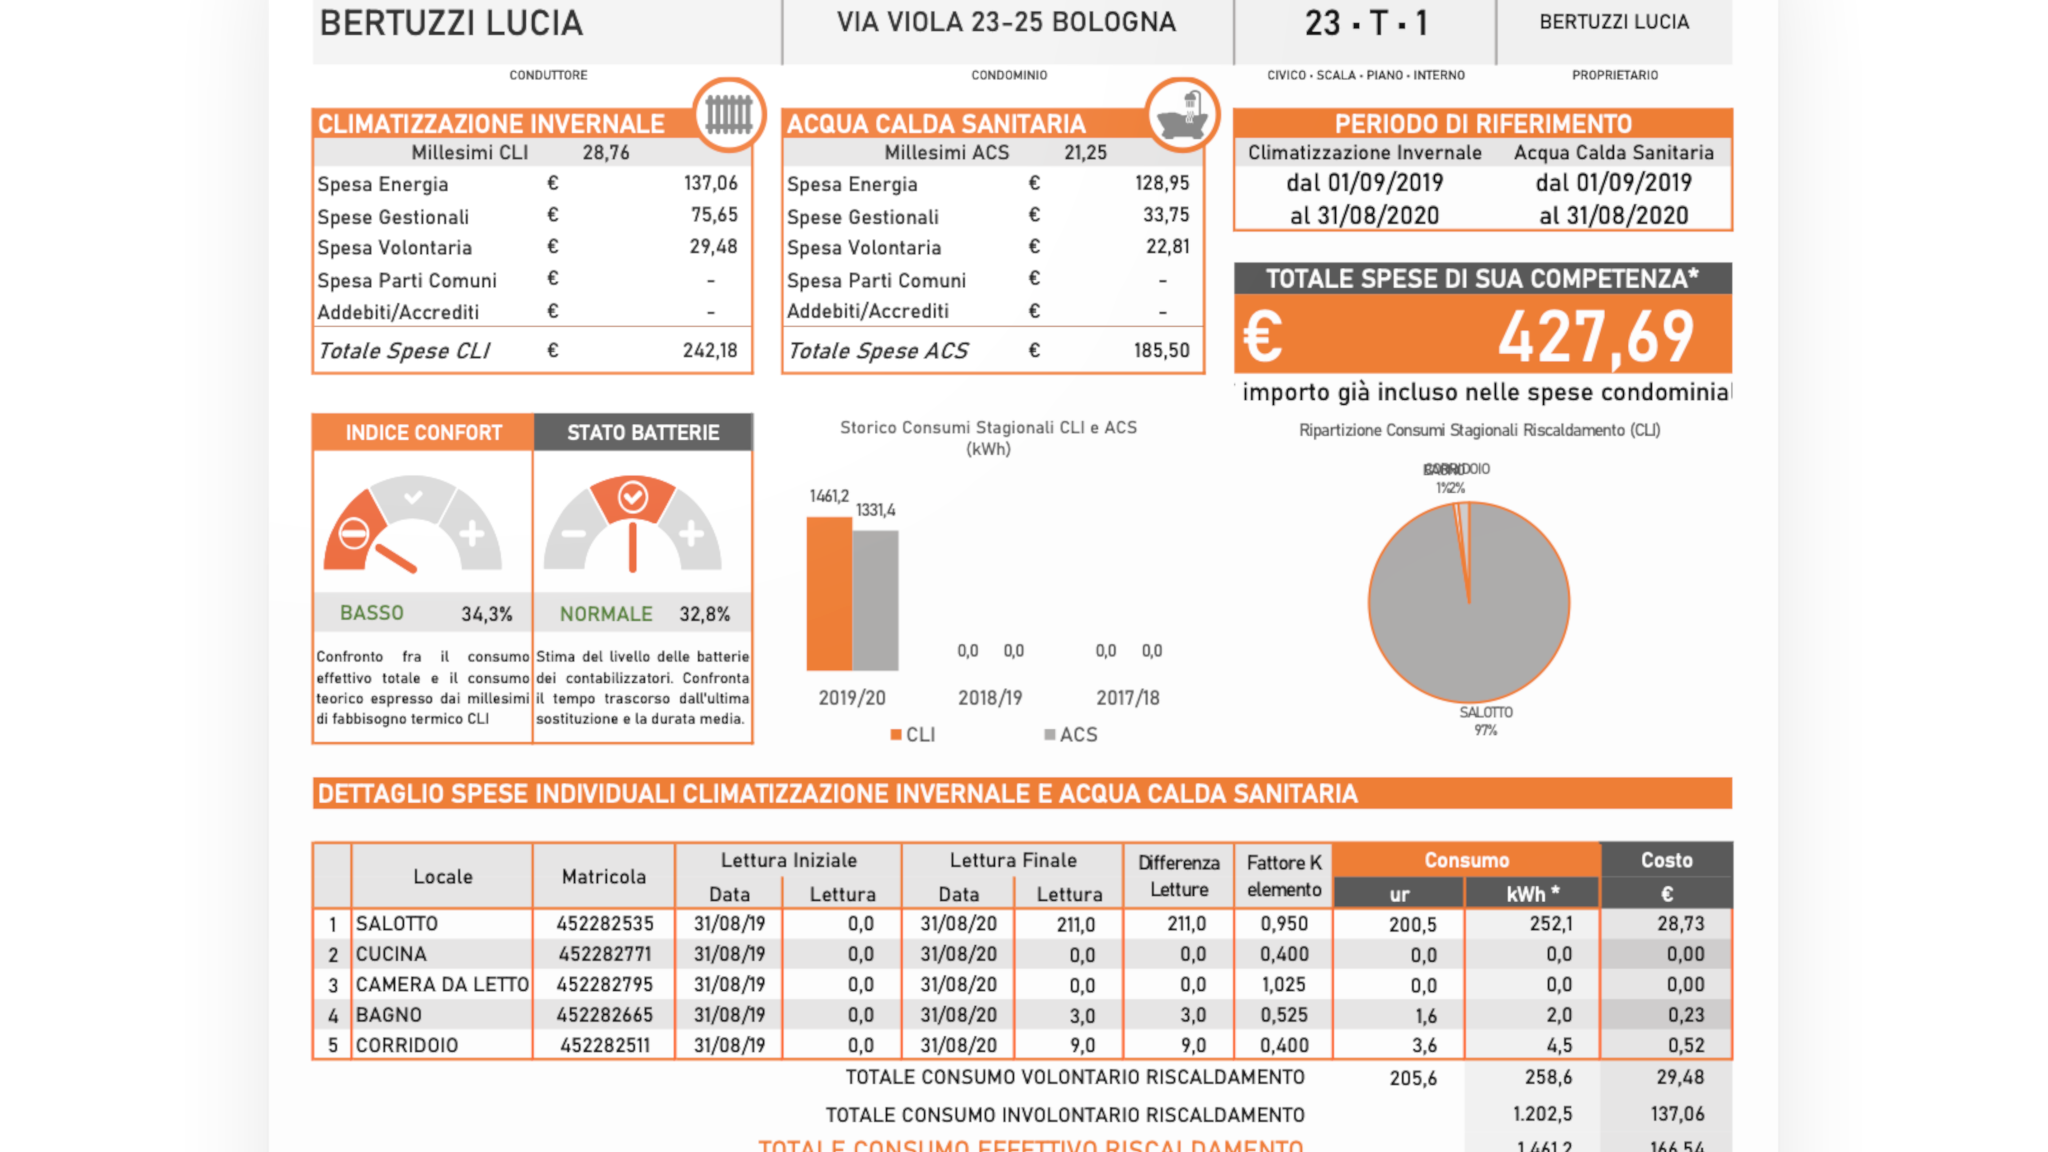 BERTUZZI LUCIA
VIA VIOLA 23-25 BOLOGNA
23 ▪ T ▪ 1
BERTUZZI LUCIA
CONDUTTORE
CONDOMINIO
CIVICO ▪ SCALA ▪ PIANO ▪ INTERNO
PROPRIETARIO
CLIMATIZZAZIONE INVERNALE
Millesimi CLI 28,76
Spesa Energia € 137,06
Spese Gestionali € 75,65
Spesa Volontaria € 29,48
Spesa Parti Comuni € -
Addebiti/Accrediti € -
Totale Spese CLI € 242,18
ACQUA CALDA SANITARIA
Millesimi ACS 21,25
Spesa Energia € 128,95
Spese Gestionali € 33,75
Spesa Volontaria € 22,81
Spesa Parti Comuni € -
Addebiti/Accrediti € -
Totale Spese ACS € 185,50
PERIODO DI RIFERIMENTO
Climatizzazione Invernale Acqua Calda Sanitaria
dal 01/09/2019 dal 01/09/2019
al 31/08/2020 al 31/08/2020
TOTALE SPESE DI SUA COMPETENZA*
€ 427,69
importo già incluso nelle spese condominial
INDICE CONFORT
BASSO 34,3%
Confronto fra il consumo
effettivo totale e il consumo
teorico espresso dai millesimi
di fabbisogno termico CLI
STATO BATTERIE
NORMALE 32,8%
Stima del livello delle batterie
dei contabilizzatori. Confronta
il tempo trascorso dall'ultima
sostituzione e la durata media.
Storico Consumi Stagionali CLI e ACS
(kWh)
1461,2
1331,4
0,0 0,0 0,0 0,0
2019/20 2018/19 2017/18
CLI ACS
Ripartizione Consumi Stagionali Riscaldamento (CLI)
CORRIDOIO
1% 2%
SALOTTO
97%
DETTAGLIO SPESE INDIVIDUALI CLIMATIZZAZIONE INVERNALE E ACQUA CALDA SANITARIA
Locale Matricola Lettura Iniziale Lettura Finale Differenza Letture Fattore K elemento Consumo Costo
Data Lettura Data Lettura ur kWh * €
1 SALOTTO 452282535 31/08/19 0,0 31/08/20 211,0 211,0 0,950 200,5 252,1 28,73
2 CUCINA 452282771 31/08/19 0,0 31/08/20 0,0 0,0 0,400 0,0 0,0 0,00
3 CAMERA DA LETTO 452282795 31/08/19 0,0 31/08/20 0,0 0,0 1,025 0,0 0,0 0,00
4 BAGNO 452282665 31/08/19 0,0 31/08/20 3,0 3,0 0,525 1,6 2,0 0,23
5 CORRIDOIO 452282511 31/08/19 0,0 31/08/20 9,0 9,0 0,400 3,6 4,5 0,52
TOTALE CONSUMO VOLONTARIO RISCALDAMENTO 205,6 258,6 29,48
TOTALE CONSUMO INVOLONTARIO RISCALDAMENTO 1.202,5 137,06
TOTALE CONSUMO EFFETTIVO RISCALDAMENTO 1.461,2 166,54